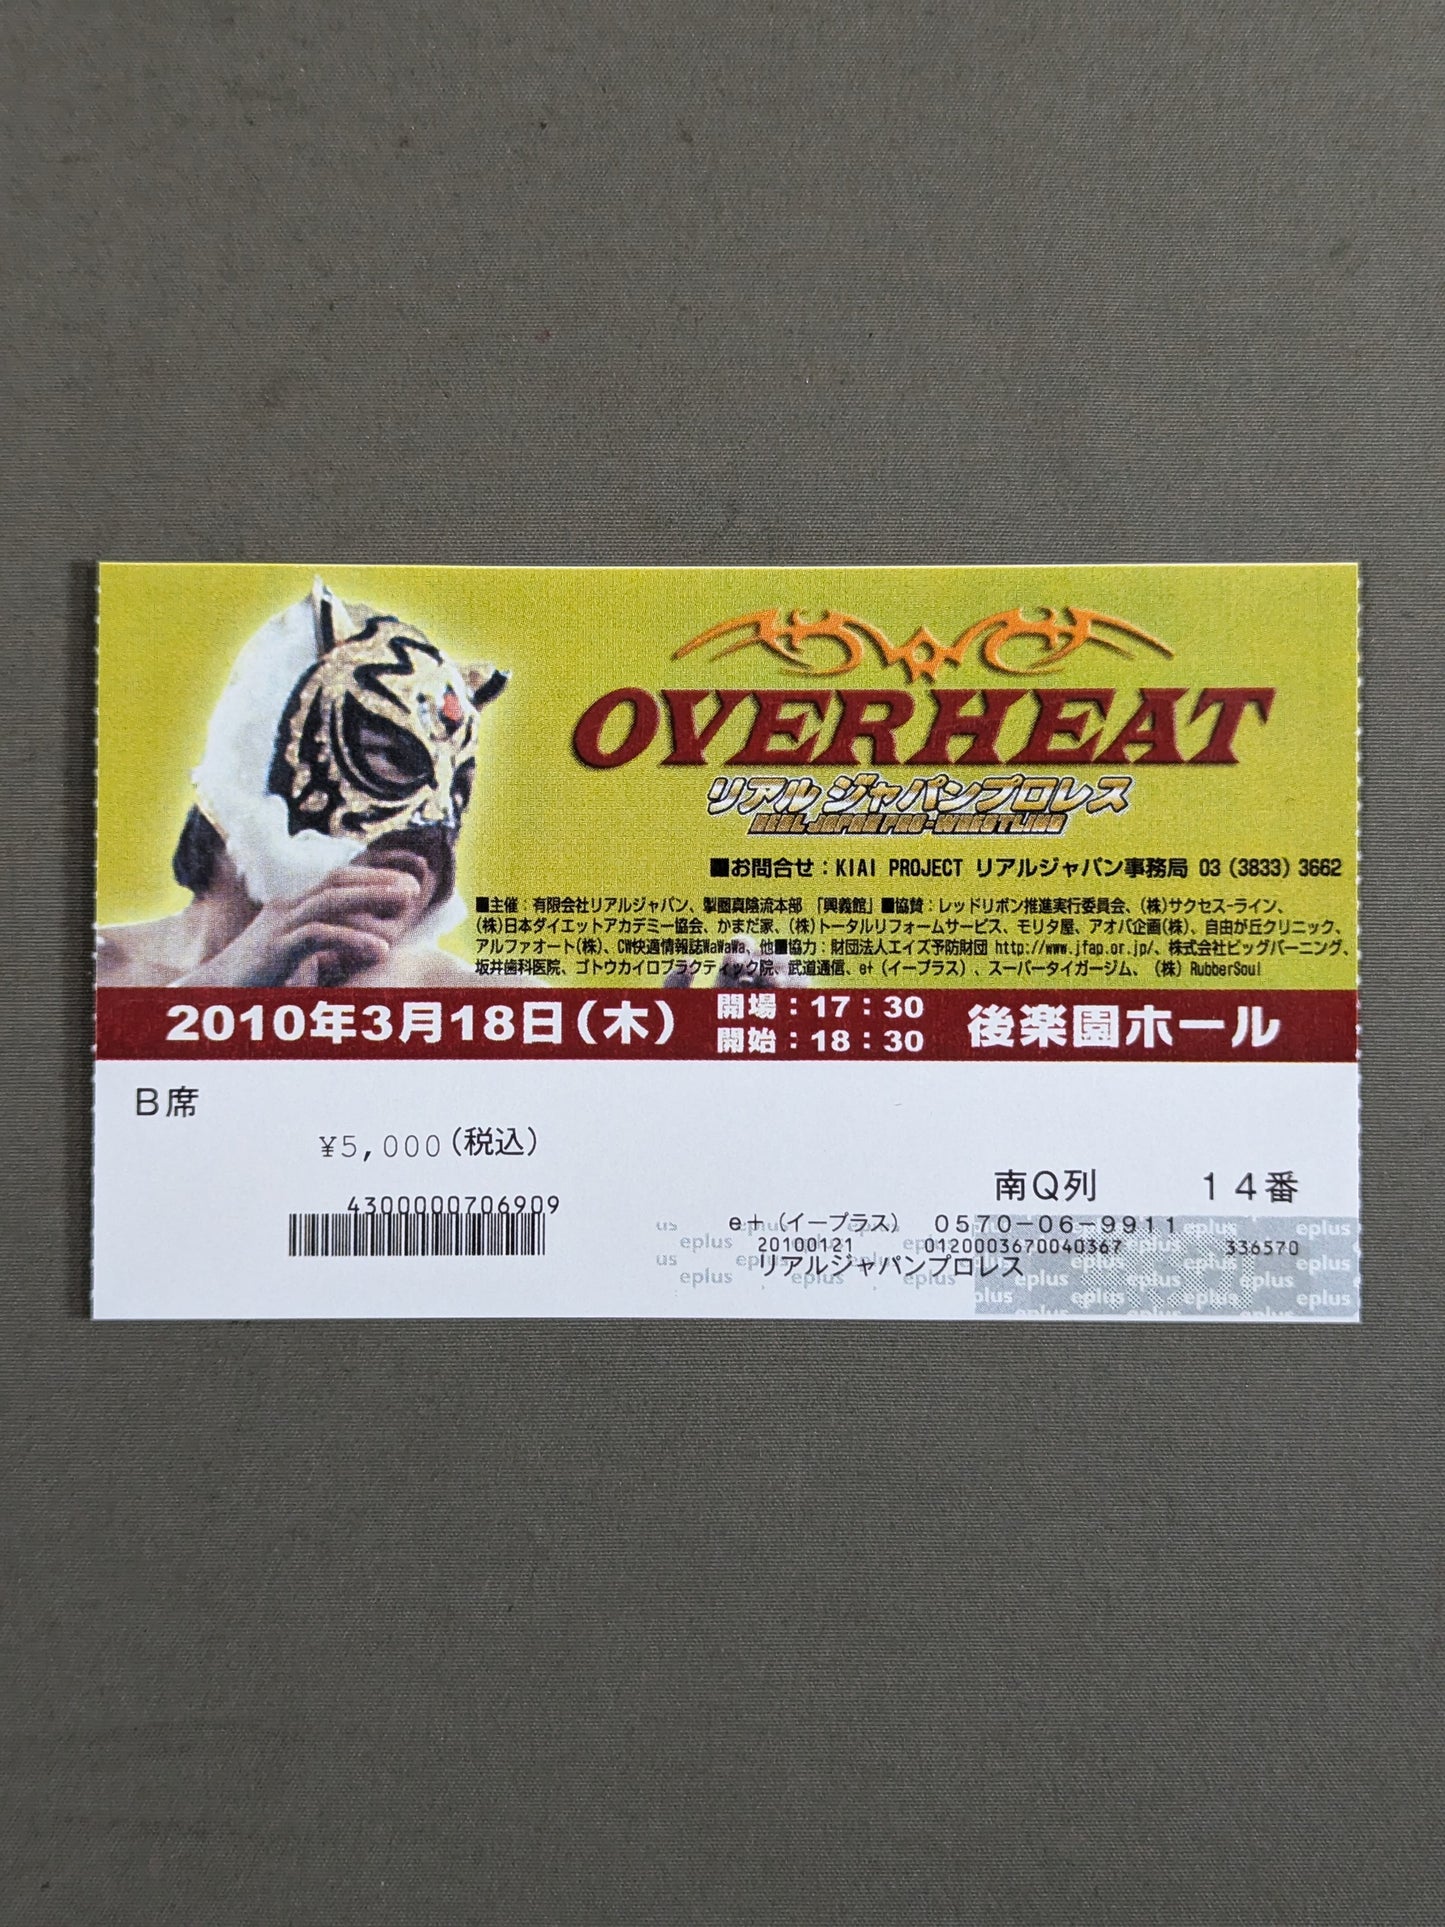 OVERHEAT
リアルジャパンプロレス
REAL JAPAN PRO-WRESTLING
■お問合せ：KIAI PROJECT リアルジャパン事務局 03（3833）3662
■主催：有限会社リアルジャパン、掣圏真陰流本部 「興義館」■協賛：レッドリボン推進実行委員会、（株）サクセス-ライン、
（株）日本ダイエットアカデミー協会、かまだ家、（株）トータルリフォームサービス、モリタ屋、アオバ企画（株）、自由が丘クリニック、
アルファオート（株）、CW快適情報誌WaWaWa、他■協力：財団法人エイズ予防財団 http://www.jfap.or.jp/、株式会社ビッグバーニング、
坂井歯科医院、ゴトウカイロプラクティック院、武道通信、e+（イープラス）、スーパータイガージム、（株）RubberSoul
2010年3月18日（木） 開場：17：30 後楽園ホール
開始：18：30
B席
¥5,000（税込）
南Q列 14番
4300000706909
e＋（イープラス） 0570-06-9911
20100121 0120003670040367 336570
リアルジャパンプロレス